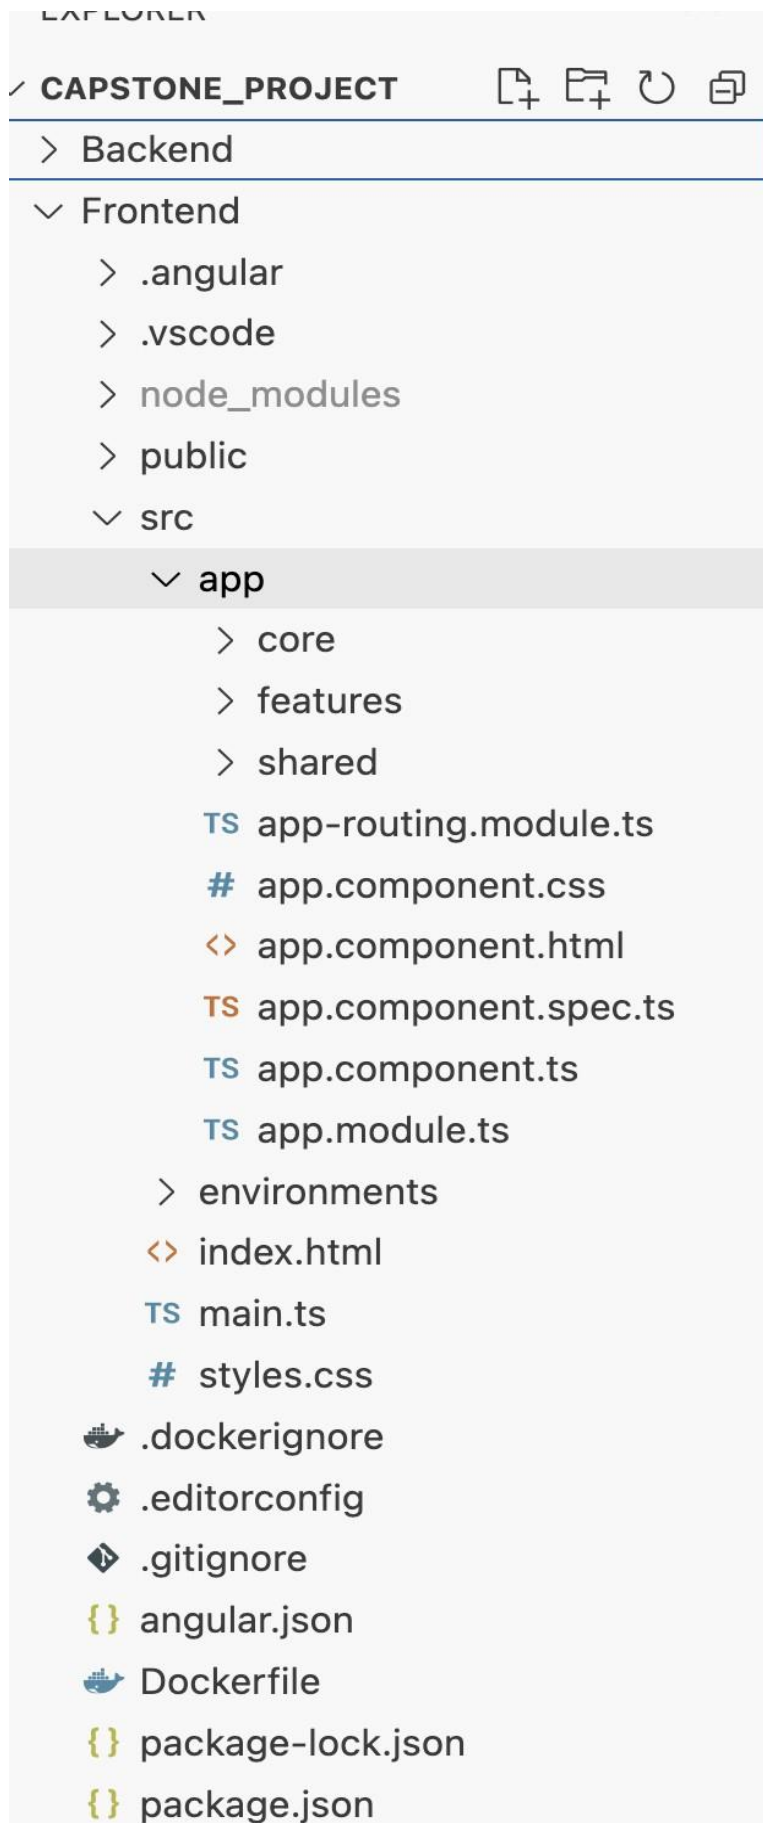 EXPLORER
CAPSTONE_PROJECT
Backend
Frontend
.angular
.vscode
node_modules
public
src
app
core
features
shared
TS app-routing.module.ts
# app.component.css
<> app.component.html
TS app.component.spec.ts
TS app.component.ts
TS app.module.ts
environments
<> index.html
TS main.ts
# styles.css
.dockerignore
.editorconfig
.gitignore
{} angular.json
Dockerfile
{} package-lock.json
{} package.json